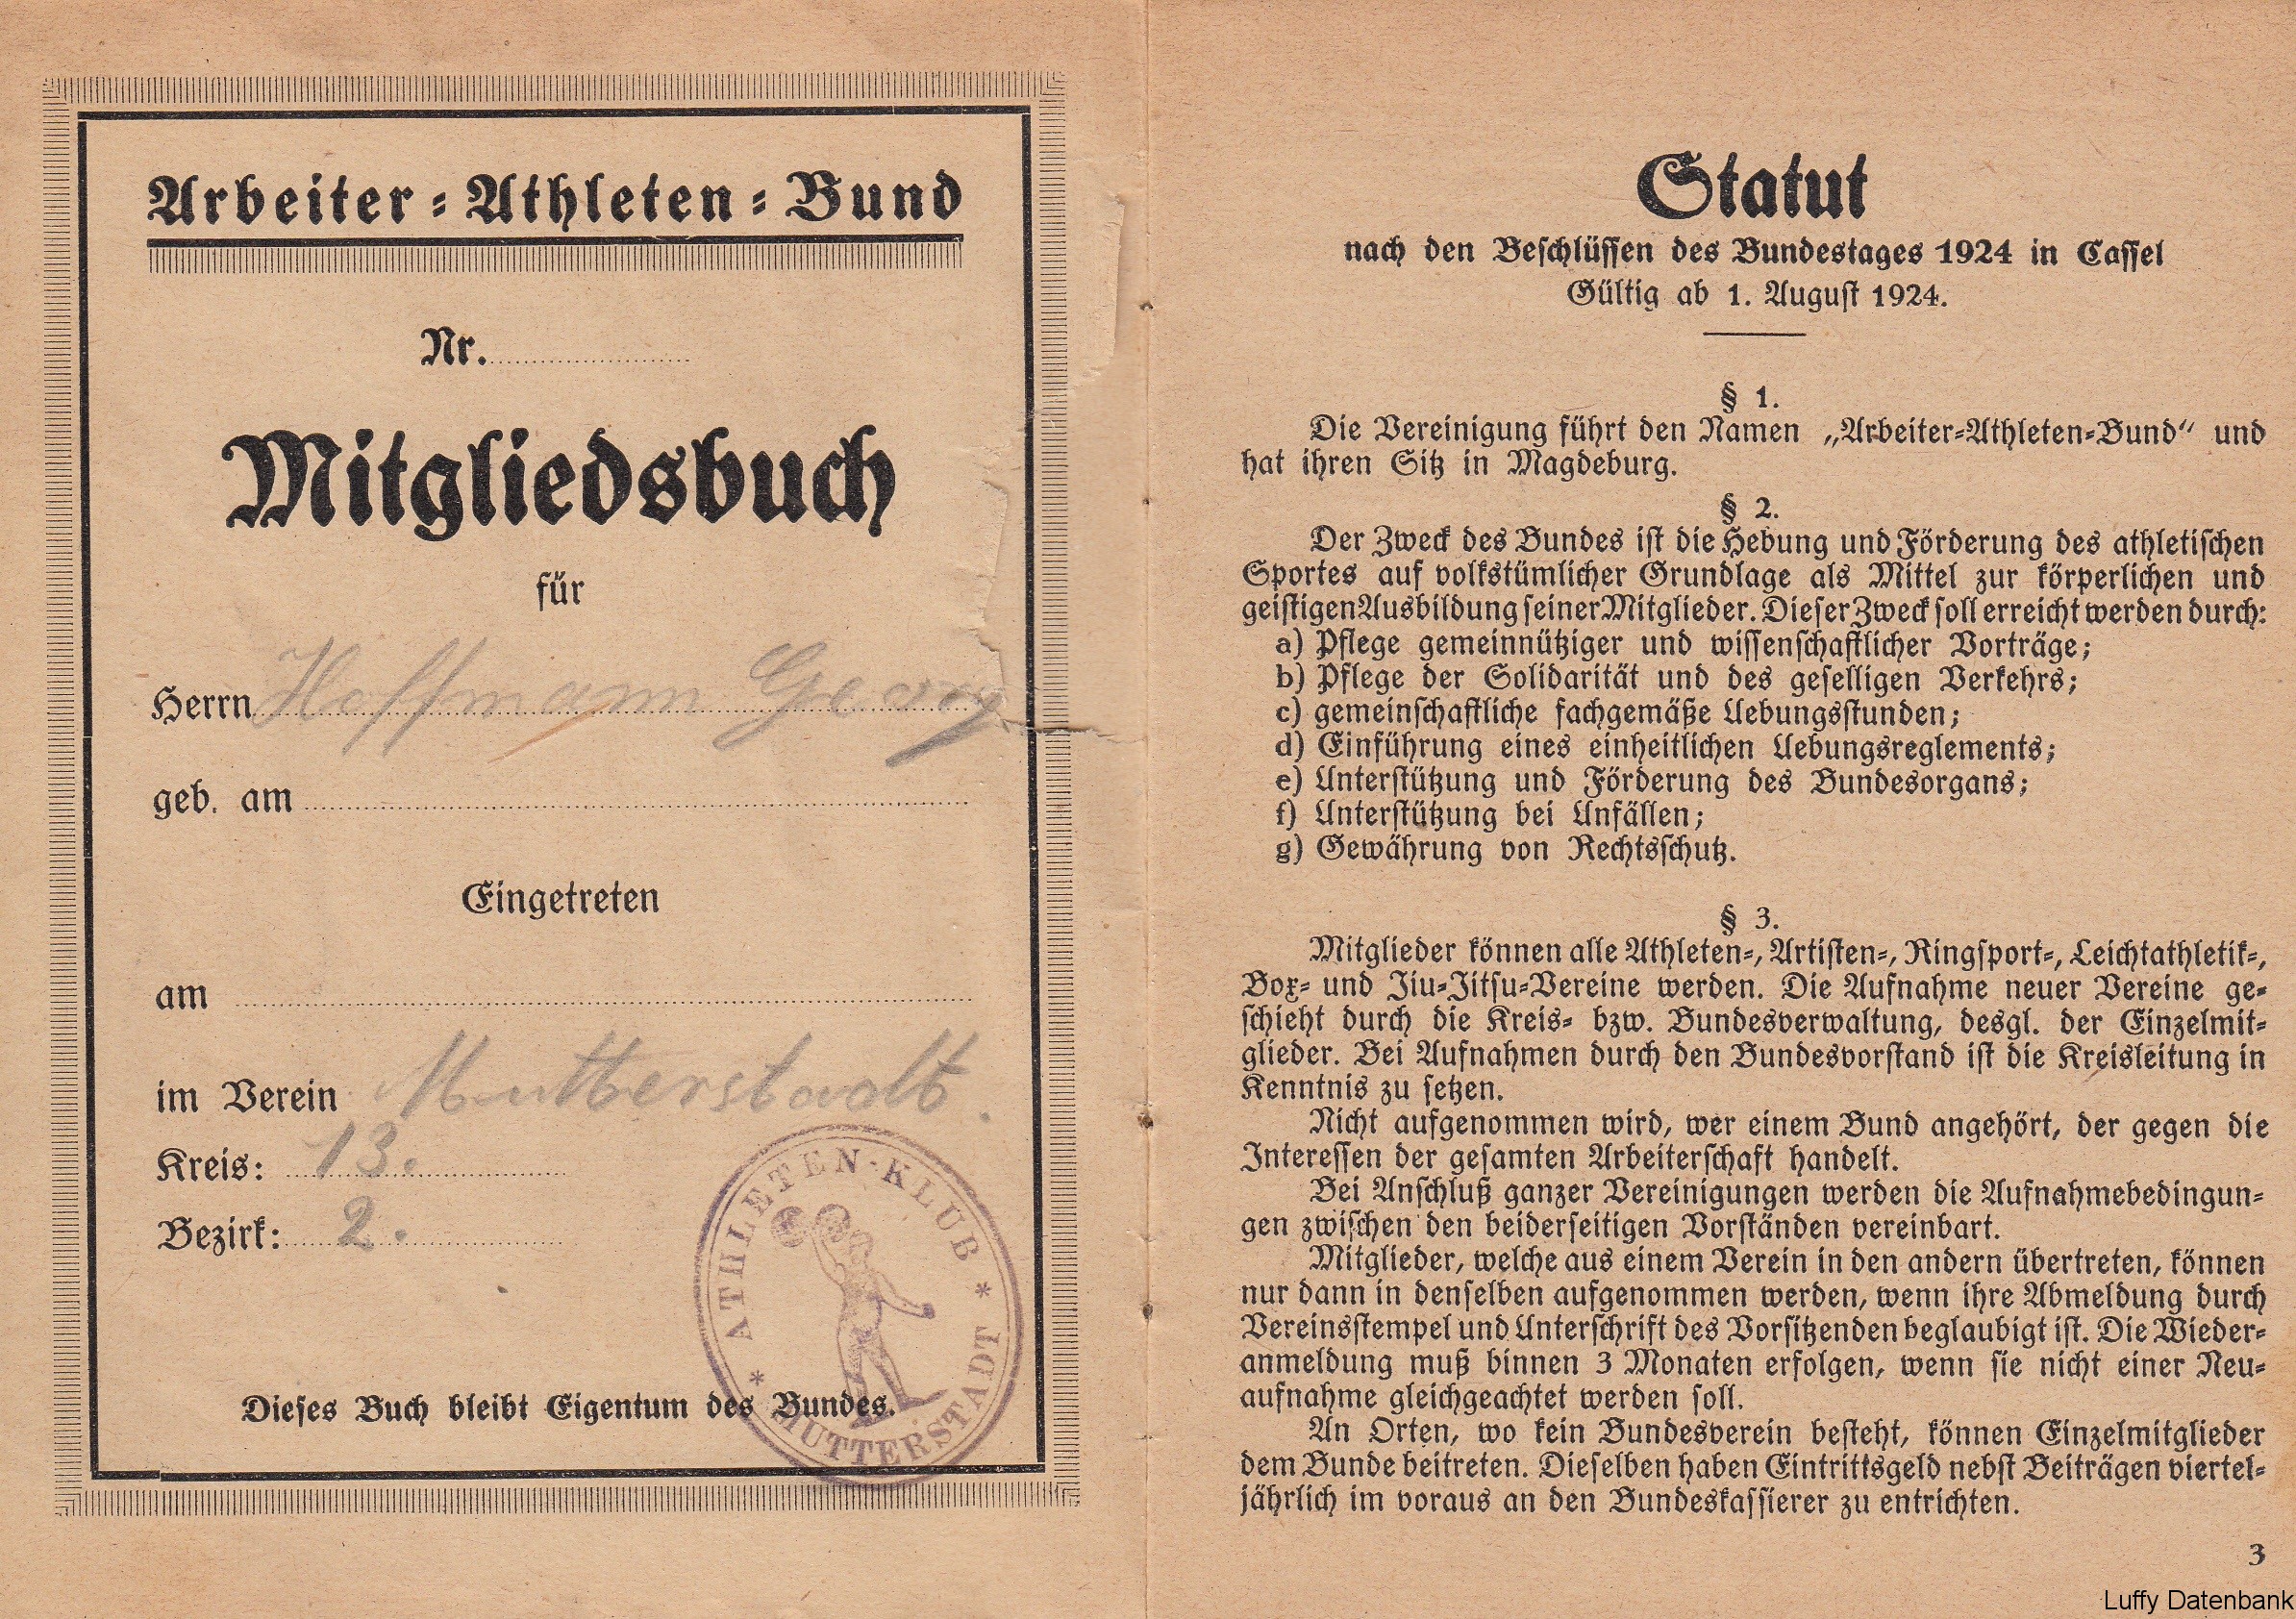 Arbeiter-Athleten-Bund
Nr.
Mitgliedsbuch
für
Herrn Hoffmann Georg
geb. am
Eingetreten
am
im Verein Mutterstadt.
Kreis: 13.
Bezirk: 2.
ATHLETEN-KLUB
* MUTTERSTADT *
Dieses Buch bleibt Eigentum des Bundes.
Statut
nach den Beschlüssen des Bundestages 1924 in Cassel
Gültig ab 1. August 1924.
§ 1.
Die Vereinigung führt den Namen „Arbeiter-Athleten-Bund“ und
hat ihren Sitz in Magdeburg.
§ 2.
Der Zweck des Bundes ist die Hebung und Förderung des athletischen
Sportes auf volkstümlicher Grundlage als Mittel zur körperlichen und
geistigen Ausbildung seiner Mitglieder. Dieser Zweck soll erreicht werden durch:
a) Pflege gemeinnütziger und wissenschaftlicher Vorträge;
b) Pflege der Solidarität und des geselligen Verkehrs;
c) gemeinschaftliche fachgemäße Uebungsstunden;
d) Einführung eines einheitlichen Uebungsreglements;
e) Unterstützung und Förderung des Bundesorgans;
f) Unterstützung bei Unfällen;
g) Gewährung von Rechtsschutz.
§ 3.
Mitglieder können alle Athleten-, Artisten-, Ringsport-, Leichtathletik-,
Box- und Jiu-Jitsu-Vereine werden. Die Aufnahme neuer Vereine ge-
schieht durch die Kreis- bzw. Bundesverwaltung, desgl. der Einzelmit-
glieder. Bei Aufnahmen durch den Bundesvorstand ist die Kreisleitung in
Kenntnis zu setzen.
Nicht aufgenommen wird, wer einem Bund angehört, der gegen die
Interessen der gesamten Arbeiterschaft handelt.
Bei Anschluß ganzer Vereinigungen werden die Aufnahmebedingun-
gen zwischen den beiderseitigen Vorständen vereinbart.
Mitglieder, welche aus einem Verein in den andern übertreten, können
nur dann in denselben aufgenommen werden, wenn ihre Abmeldung durch
Vereinsstempel und Unterschrift des Vorsitzenden beglaubigt ist. Die Wieder-
anmeldung muß binnen 3 Monaten erfolgen, wenn sie nicht einer Neu-
aufnahme gleichgeachtet werden soll.
An Orten, wo kein Bundesverein besteht, können Einzelmitglieder
dem Bunde beitreten. Dieselben haben Eintrittsgeld nebst Beiträgen viertel-
jährlich im voraus an den Bundeskassierer zu entrichten.
3
Luffy Datenbank